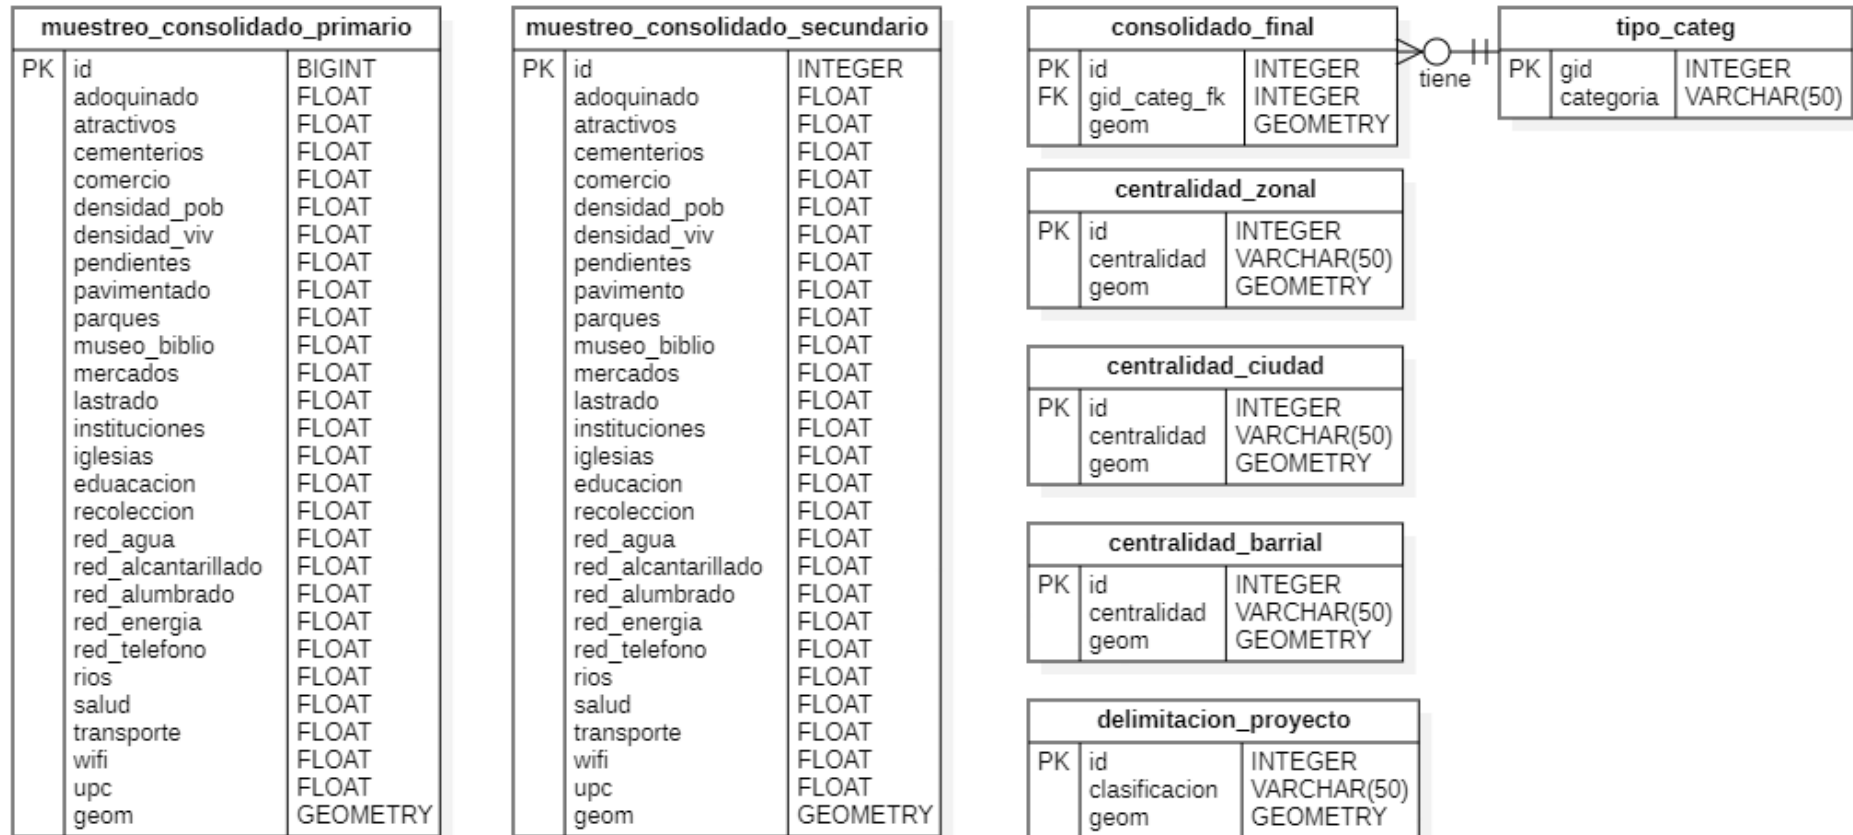 muestreo_consolidado_primario
PK id BIGINT
adoquinado FLOAT
atractivos FLOAT
cementerios FLOAT
comercio FLOAT
densidad_pob FLOAT
densidad_viv FLOAT
pendientes FLOAT
pavimentado FLOAT
parques FLOAT
museo_biblio FLOAT
mercados FLOAT
lastrado FLOAT
instituciones FLOAT
iglesias FLOAT
eduacacion FLOAT
recoleccion FLOAT
red_agua FLOAT
red_alcantarillado FLOAT
red_alumbrado FLOAT
red_energia FLOAT
red_telefono FLOAT
rios FLOAT
salud FLOAT
transporte FLOAT
wifi FLOAT
upc FLOAT
geom GEOMETRY
muestreo_consolidado_secundario
PK id INTEGER
adoquinado FLOAT
atractivos FLOAT
cementerios FLOAT
comercio FLOAT
densidad_pob FLOAT
densidad_viv FLOAT
pendientes FLOAT
pavimento FLOAT
parques FLOAT
museo_biblio FLOAT
mercados FLOAT
lastrado FLOAT
instituciones FLOAT
iglesias FLOAT
educacion FLOAT
recoleccion FLOAT
red_agua FLOAT
red_alcantarillado FLOAT
red_alumbrado FLOAT
red_energia FLOAT
red_telefono FLOAT
rios FLOAT
salud FLOAT
transporte FLOAT
wifi FLOAT
upc FLOAT
geom GEOMETRY
consolidado_final
PK id INTEGER
FK gid_categ_fk INTEGER
geom GEOMETRY
tiene
tipo_categ
PK gid INTEGER
categoria VARCHAR(50)
centralidad_zonal
PK id INTEGER
centralidad VARCHAR(50)
geom GEOMETRY
centralidad_ciudad
PK id INTEGER
centralidad VARCHAR(50)
geom GEOMETRY
centralidad_barrial
PK id INTEGER
centralidad VARCHAR(50)
geom GEOMETRY
delimitacion_proyecto
PK id INTEGER
clasificacion VARCHAR(50)
geom GEOMETRY